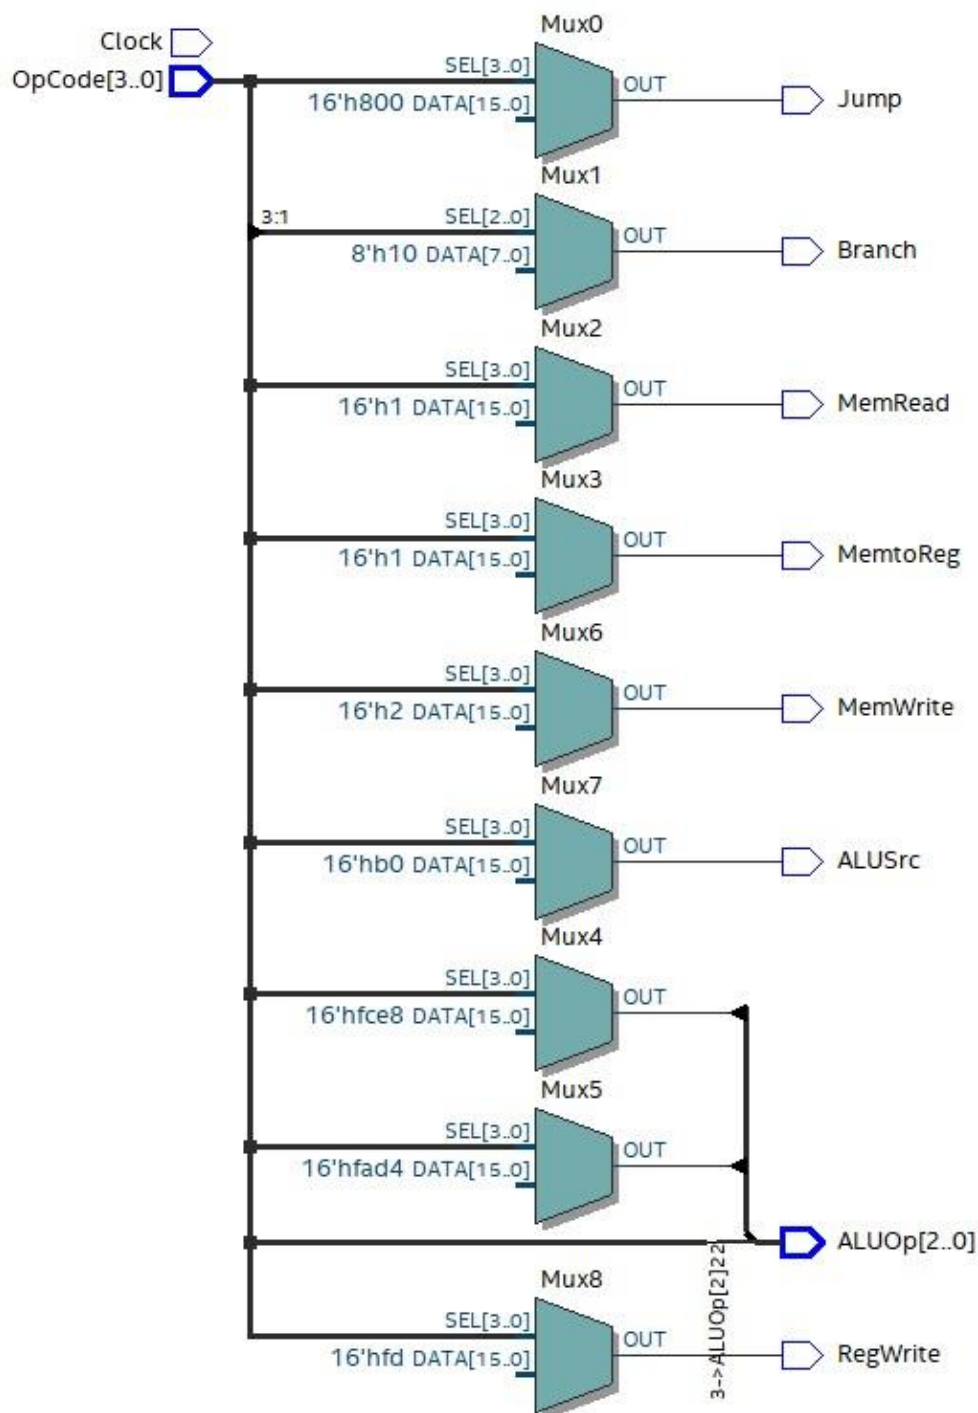 Mux0
Clock
OpCode[3..0]
SEL[3..0]
16'h800 DATA[15..0]
OUT
Jump
Mux1
3:1
SEL[2..0]
8'h10 DATA[7..0]
OUT
Branch
Mux2
SEL[3..0]
16'h1 DATA[15..0]
OUT
MemRead
Mux3
SEL[3..0]
16'h1 DATA[15..0]
OUT
MemtoReg
Mux6
SEL[3..0]
16'h2 DATA[15..0]
OUT
MemWrite
Mux7
SEL[3..0]
16'hb0 DATA[15..0]
OUT
ALUSrc
Mux4
SEL[3..0]
16'hfce8 DATA[15..0]
OUT
Mux5
SEL[3..0]
16'hfad4 DATA[15..0]
OUT
ALUOp[2..0]
3->ALUOp[2]22
Mux8
SEL[3..0]
16'hfd DATA[15..0]
OUT
RegWrite